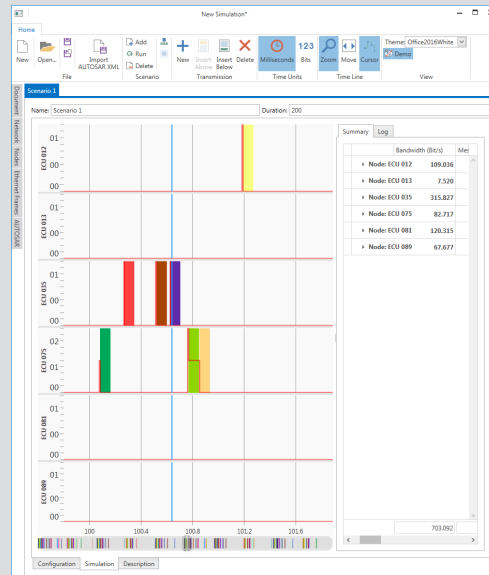 New Simulation*
Home
New
Open...
Import
AUTOSAR XML
File
Add
Run
Delete
Scenario
New
Insert
Above
Insert
Below
Delete
Transmission
Milliseconds
123
Bits
Time Units
Zoom
Move
Cursor
Time Line
Theme: Office2016White
Demo
View
Document
Network
Nodes
Ethernet Frames
AUTOSAR
Scenario 1
Name: Scenario 1
Duration: 200
ECU 012
01
00
00
ECU 013
01
00
00
ECU 035
01
00
00
ECU 075
02
01
00
ECU 081
01
00
00
ECU 089
01
00
00
100 100.4 100.8 101.2 101.6
Summary Log
Bandwidth (Bit/s) Mes
Node: ECU 012 109.036
Node: ECU 013 7.520
Node: ECU 035 315.827
Node: ECU 075 82.717
Node: ECU 081 120.315
Node: ECU 089 67.677
703.092
Configuration Simulation Description